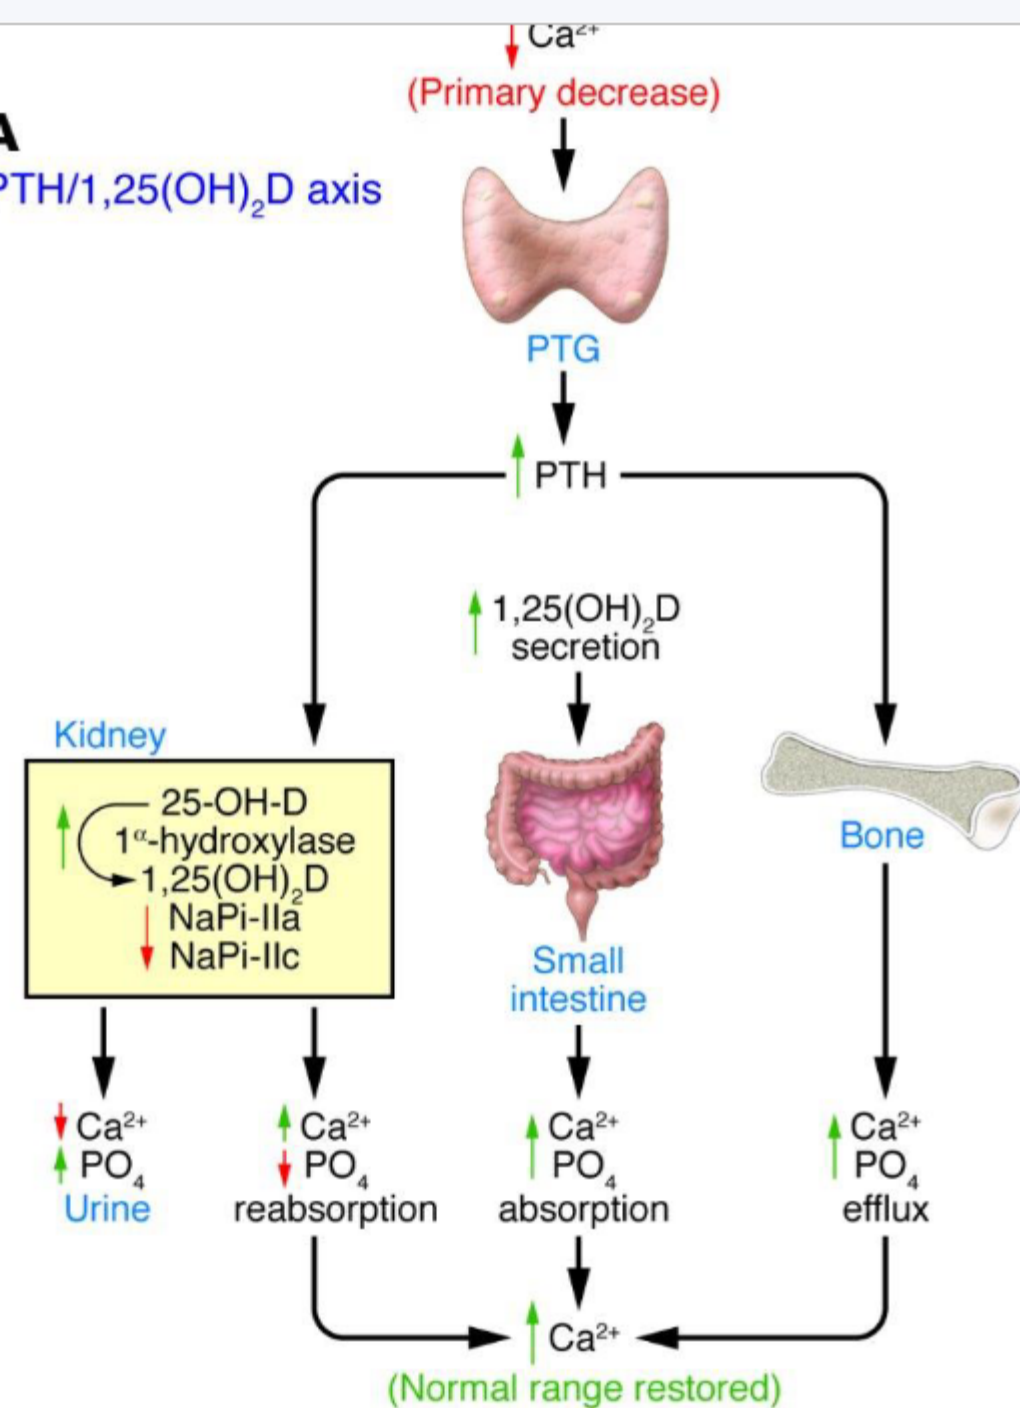 Ca²⁺
(Primary decrease)
A
PTH/1,25(OH)₂D axis
PTG
PTH
1,25(OH)₂D
secretion
Kidney
25-OH-D
1α-hydroxylase
1,25(OH)₂D
NaPi-IIa
NaPi-IIc
Small
intestine
Bone
Ca²⁺
PO₄
Urine
Ca²⁺
PO₄
reabsorption
Ca²⁺
PO₄
absorption
Ca²⁺
PO₄
efflux
Ca²⁺
(Normal range restored)